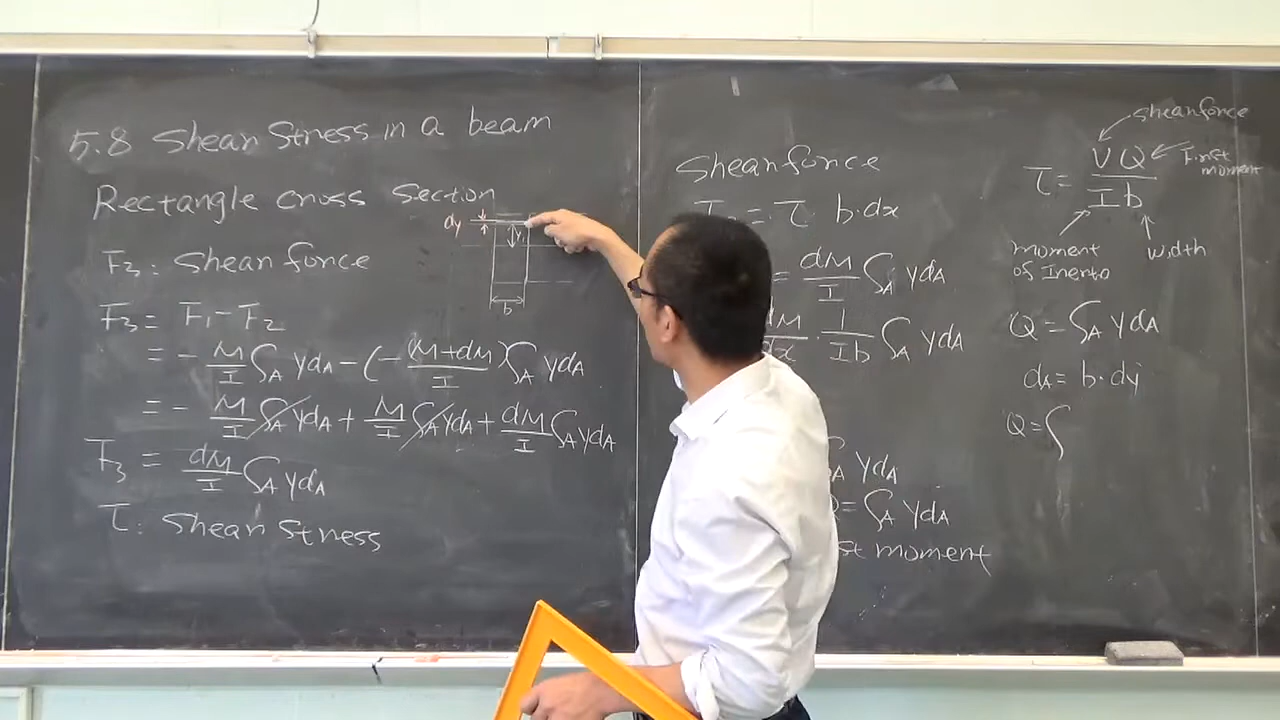 5.8 Shear Stress in a beam
Rectangle cross section
dy
y
b
F3: Shear force
F3 = F1 - F2
= - M/I ∫A ydA - (- (M+dM)/I) ∫A ydA
= - M/I ∫A ydA + M/I ∫A ydA + dM/I ∫A ydA
F3 = dM/I ∫A ydA
τ: Shear Stress
Shear force
= τ b·dx
= dM/I ∫A ydA
1/Ib ∫A ydA
ydA
= ∫A ydA
moment
shear force
τ = VQ/Ib
First moment
moment of Inertia
width
Q = ∫A ydA
dA = b·dy
Q = ∫